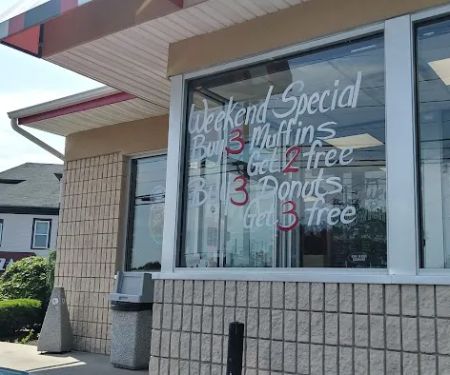 Weekend Special
Buy 3 Muffins
Get 2 free
Buy 3 Donuts
Get 3 free